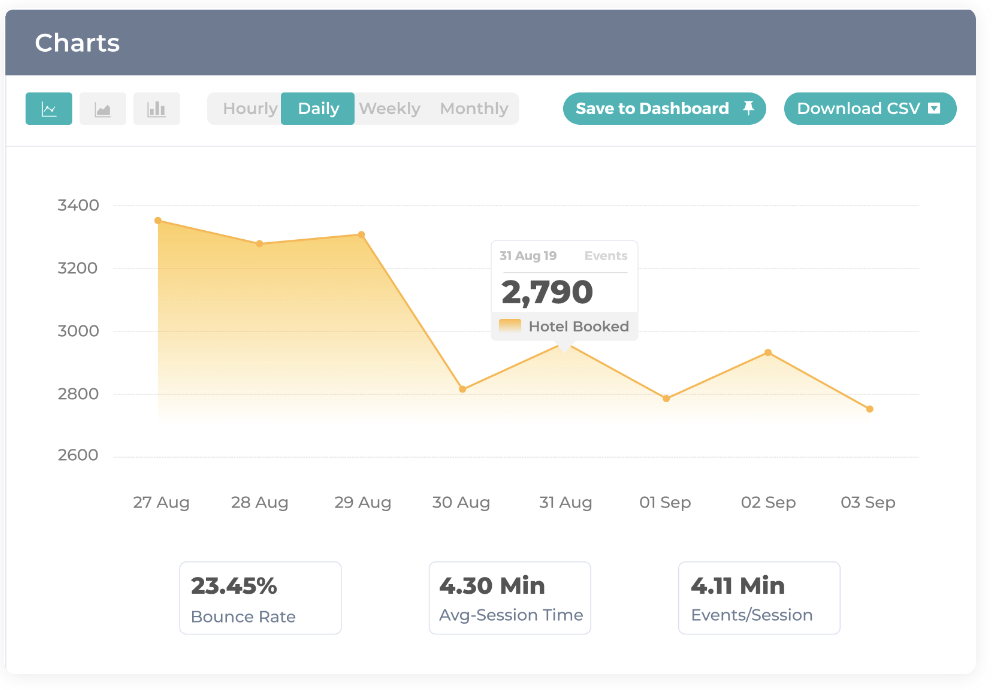 Charts
Hourly Daily Weekly Monthly Save to Dashboard Download CSV
3400
3200
3000
2800
2600
31 Aug 19 Events
2,790
Hotel Booked
27 Aug 28 Aug 29 Aug 30 Aug 31 Aug 01 Sep 02 Sep 03 Sep
23.45% 4.30 Min 4.11 Min
Bounce Rate Avg-Session Time Events/Session